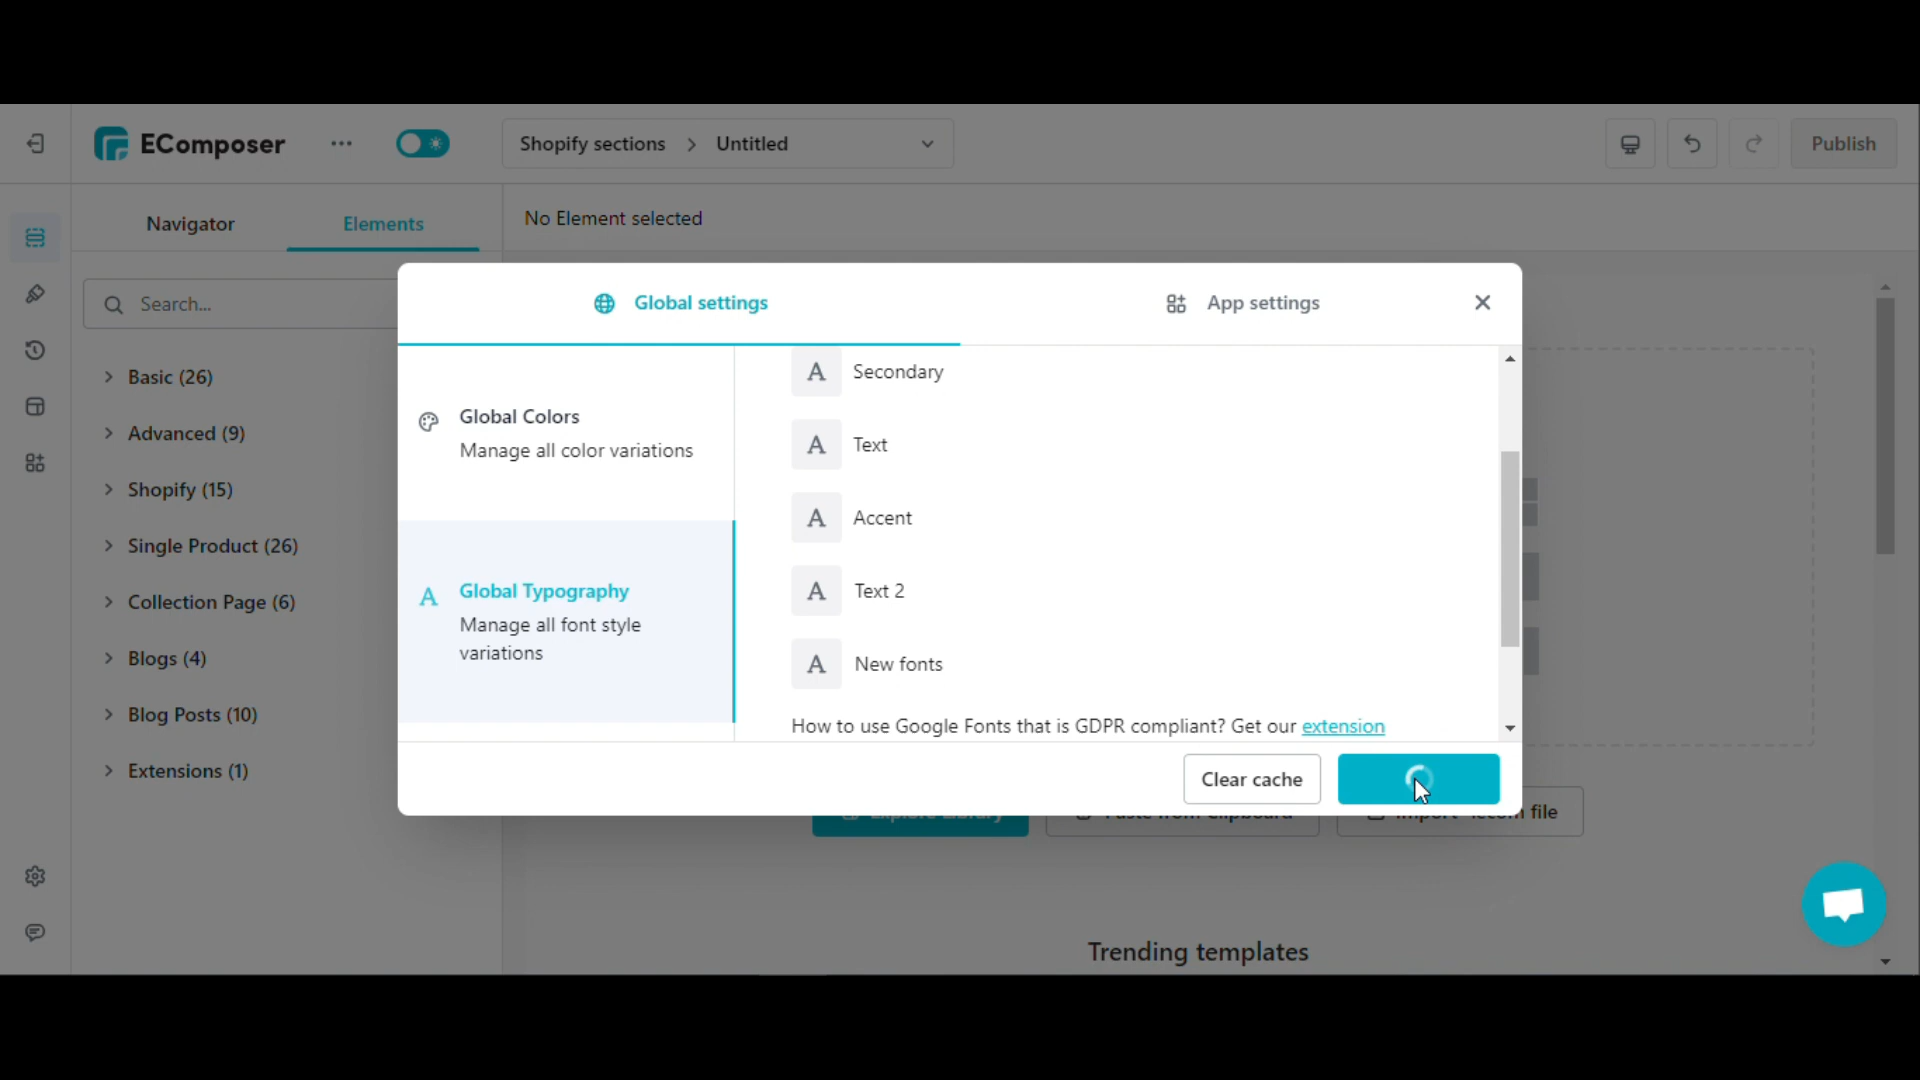 EComposer
Shopify sections > Untitled
Publish
Navigator
Elements
No Element selected
Search...
Basic (26)
Advanced (9)
Shopify (15)
Single Product (26)
Collection Page (6)
Blogs (4)
Blog Posts (10)
Extensions (1)
Global settings
App settings
Global Colors
Manage all color variations
A Global Typography
Manage all font style
variations
A Secondary
A Text
A Accent
A Text 2
A New fonts
How to use Google Fonts that is GDPR compliant? Get our extension
Clear cache
file
Trending templates